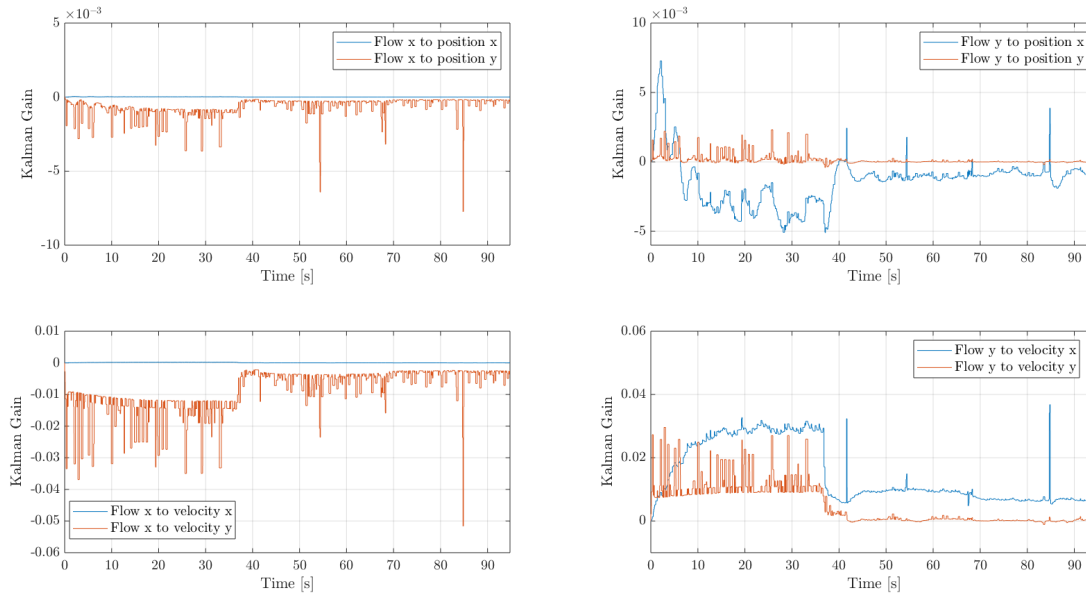 ×10⁻³
5
0
-5
-10
Kalman Gain
Flow x to position x
Flow x to position y
0 10 20 30 40 50 60 70 80 90
Time [s]
×10⁻³
10
5
0
-5
Kalman Gain
Flow y to position x
Flow y to position y
0 10 20 30 40 50 60 70 80 90
Time [s]
0.01
0
-0.01
-0.02
-0.03
-0.04
-0.05
-0.06
Kalman Gain
Flow x to velocity x
Flow x to velocity y
0 10 20 30 40 50 60 70 80 90
Time [s]
0.06
0.04
0.02
0
Kalman Gain
Flow y to velocity x
Flow y to velocity y
0 10 20 30 40 50 60 70 80 90
Time [s]